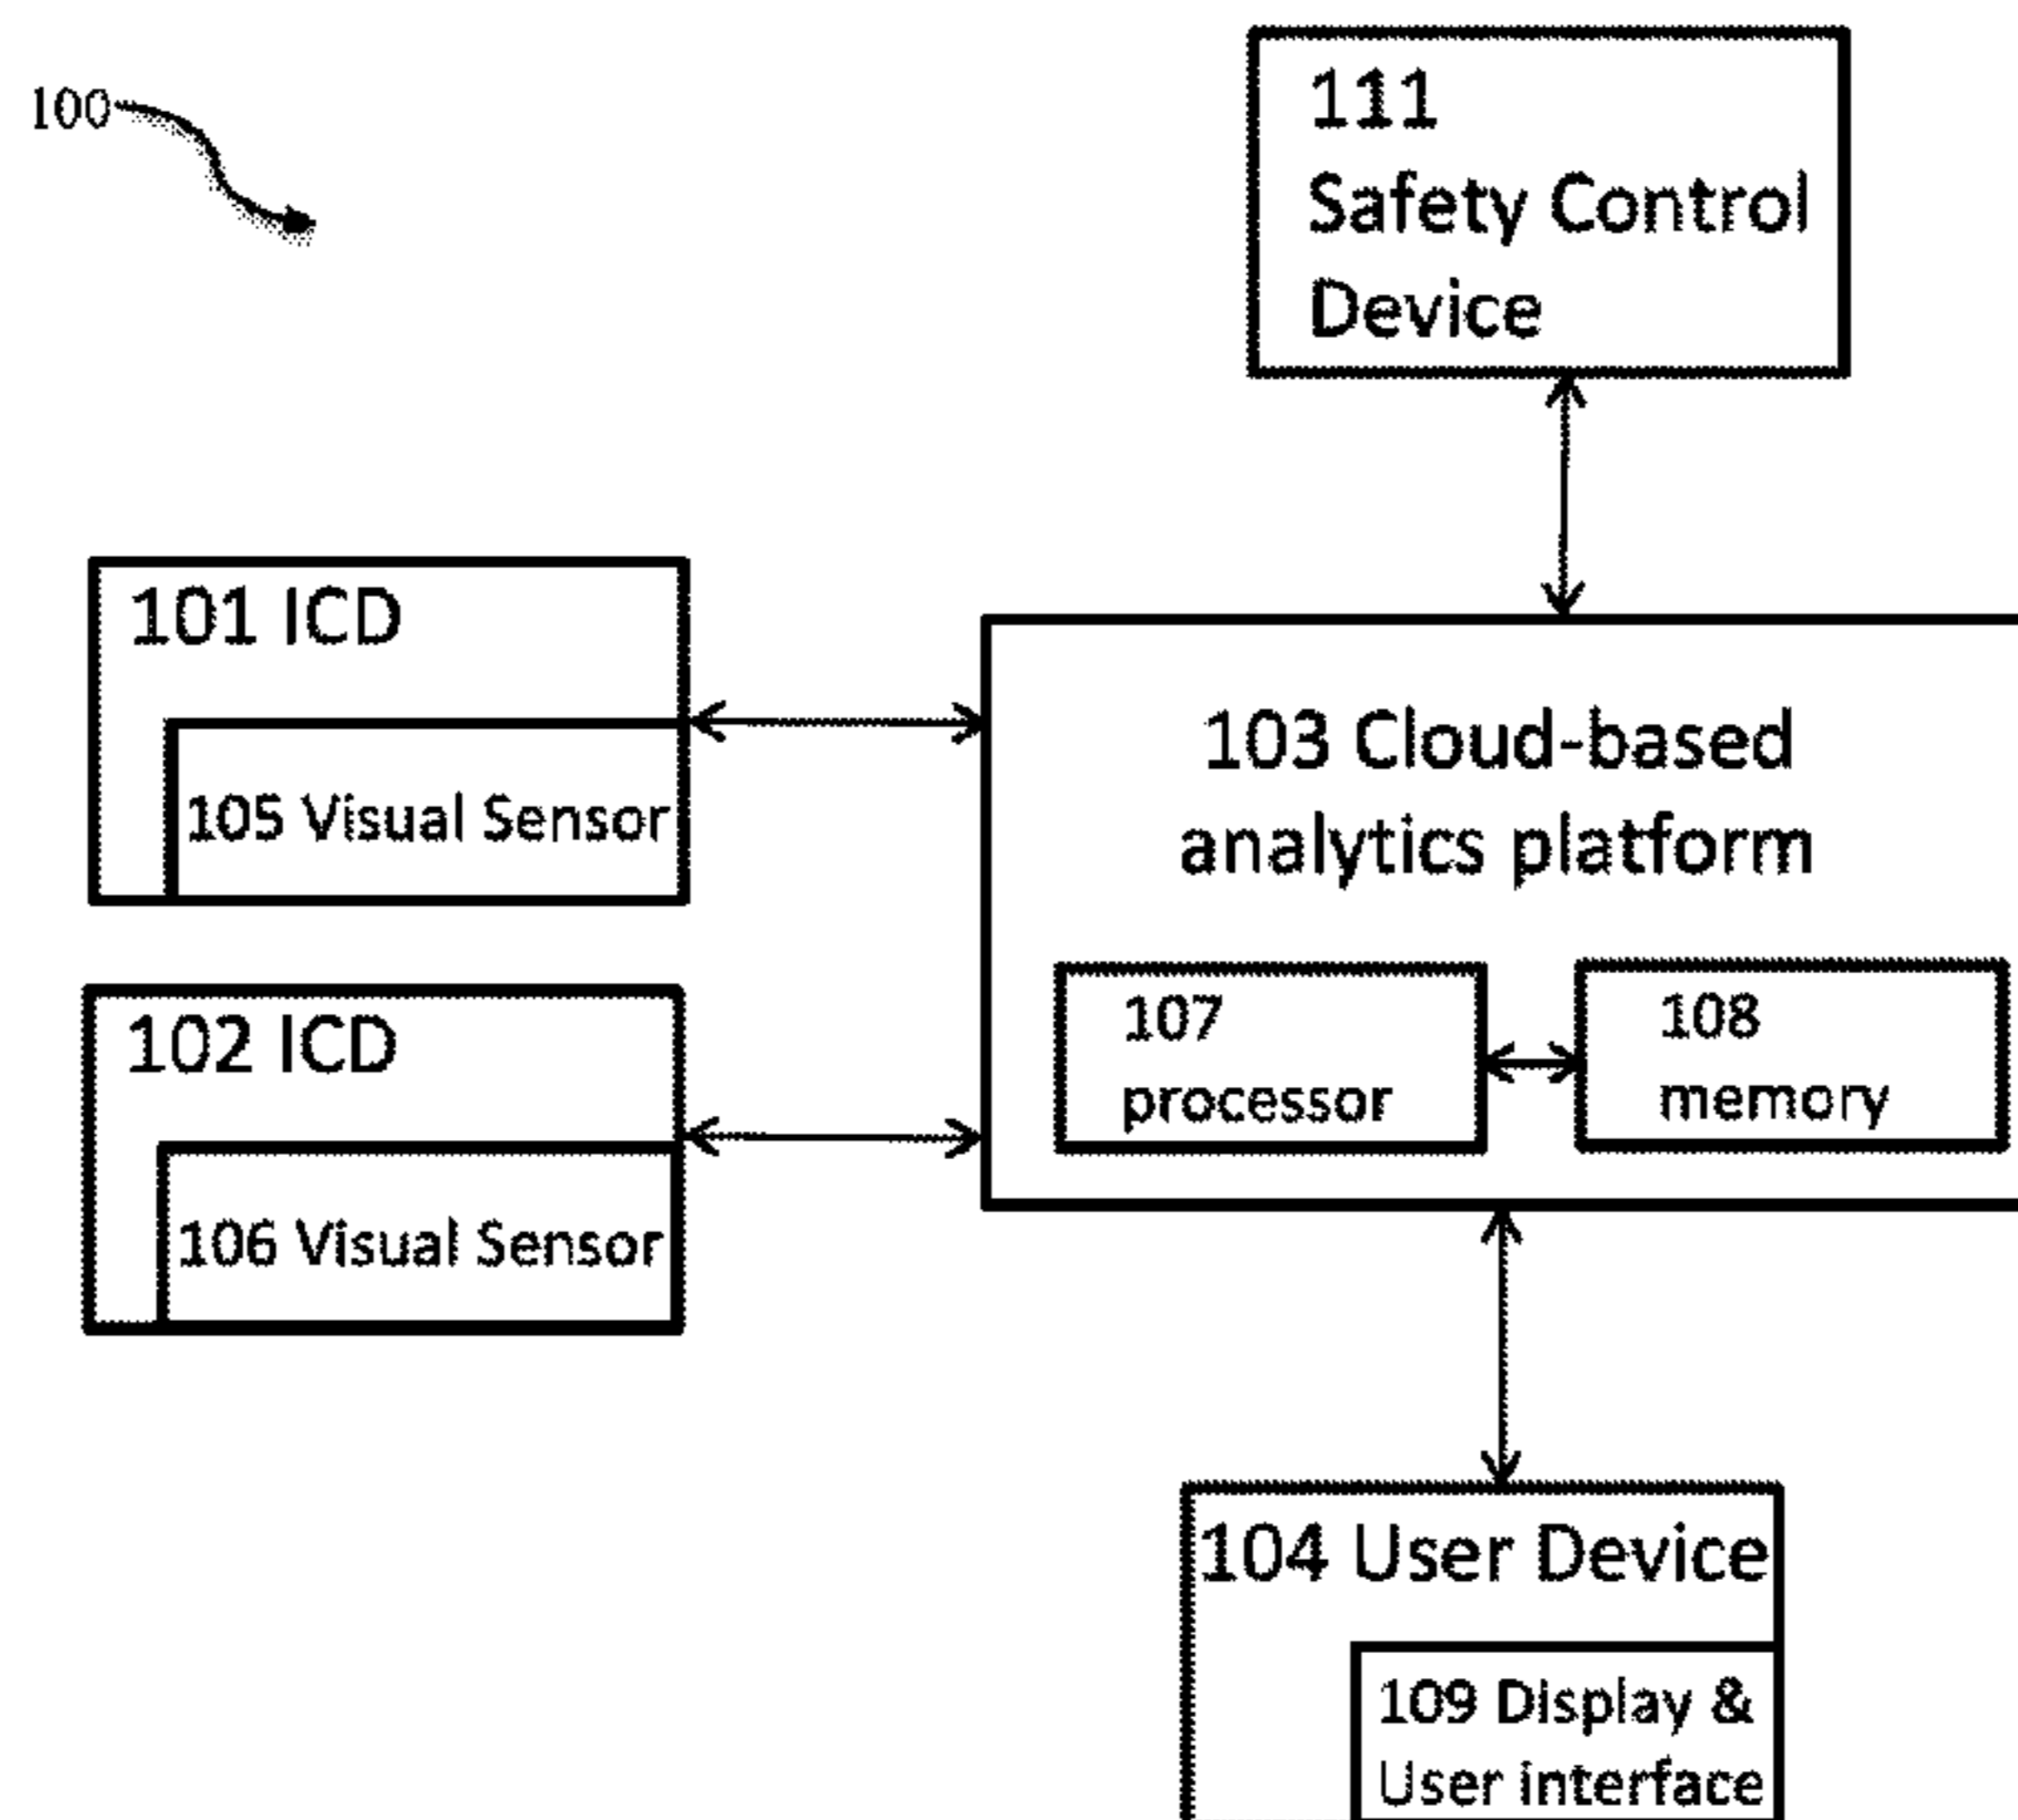 100
111
Safety Control
Device
101 ICD
105 Visual Sensor
103 Cloud-based
analytics platform
107
processor
108
memory
102 ICD
106 Visual Sensor
104 User Device
109 Display &
User interface